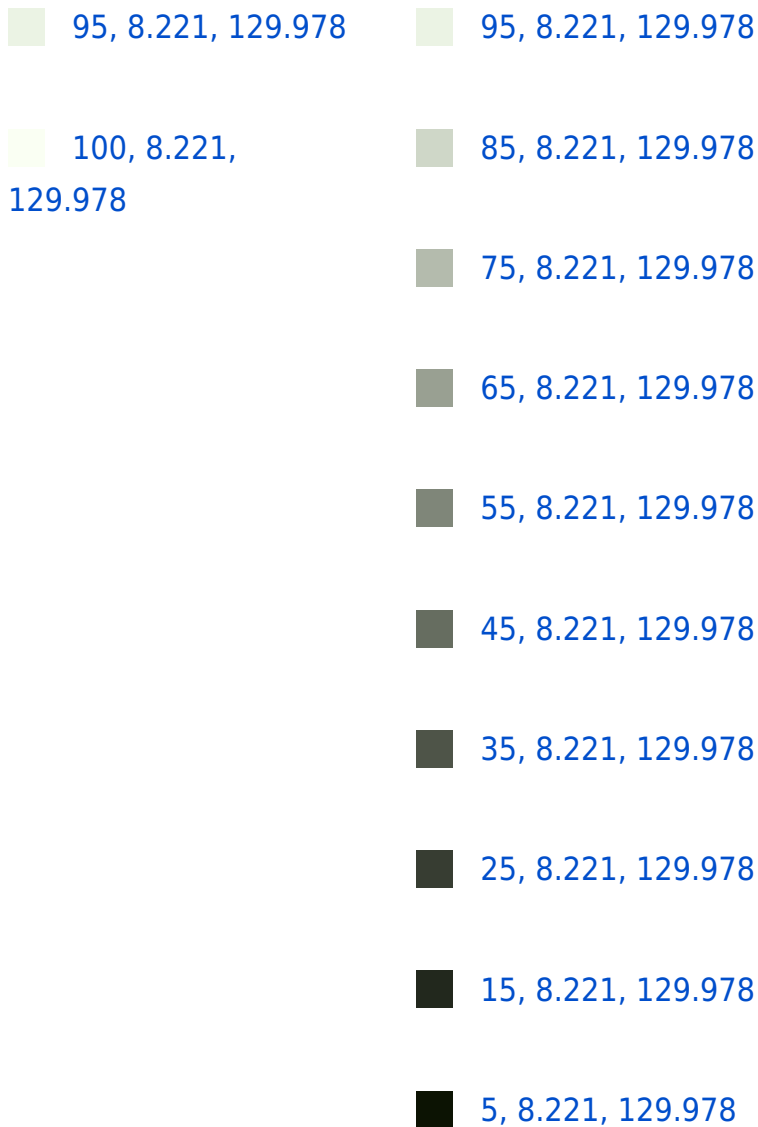 95, 8.221, 129.978
100, 8.221,
129.978
95, 8.221, 129.978
85, 8.221, 129.978
75, 8.221, 129.978
65, 8.221, 129.978
55, 8.221, 129.978
45, 8.221, 129.978
35, 8.221, 129.978
25, 8.221, 129.978
15, 8.221, 129.978
5, 8.221, 129.978